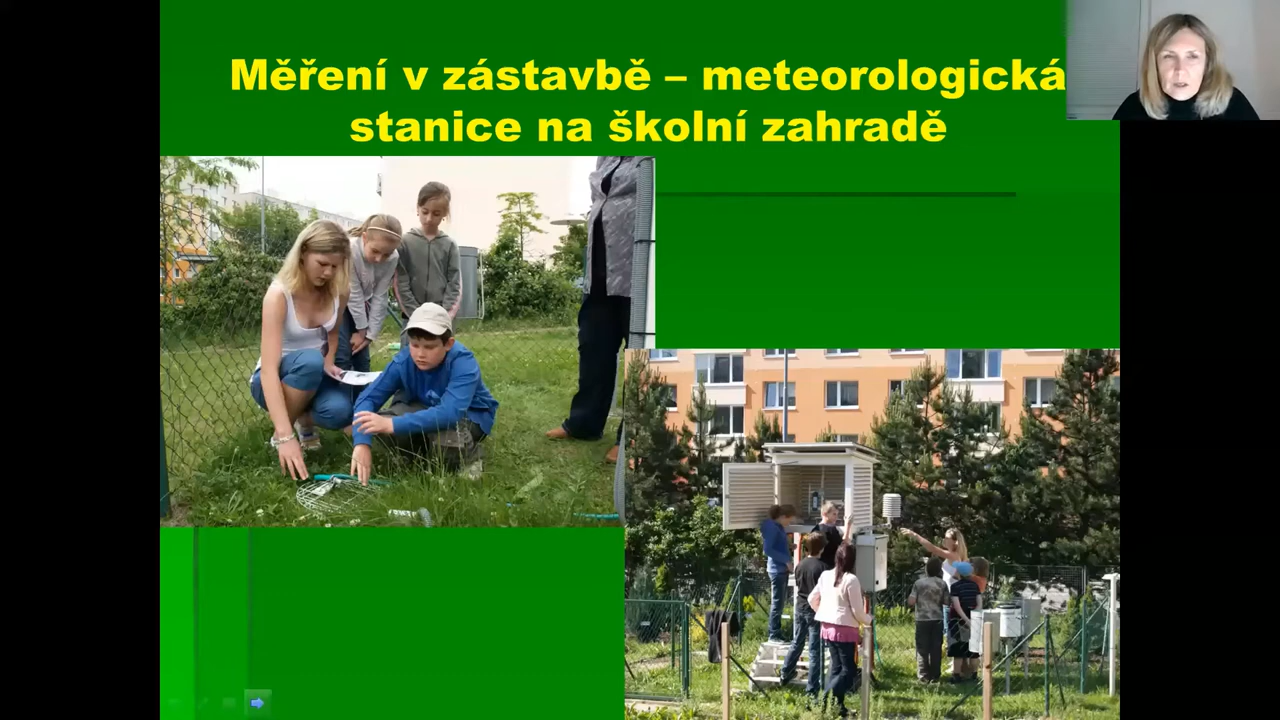 Měření v zástavbě – meteorologická
stanice na školní zahradě